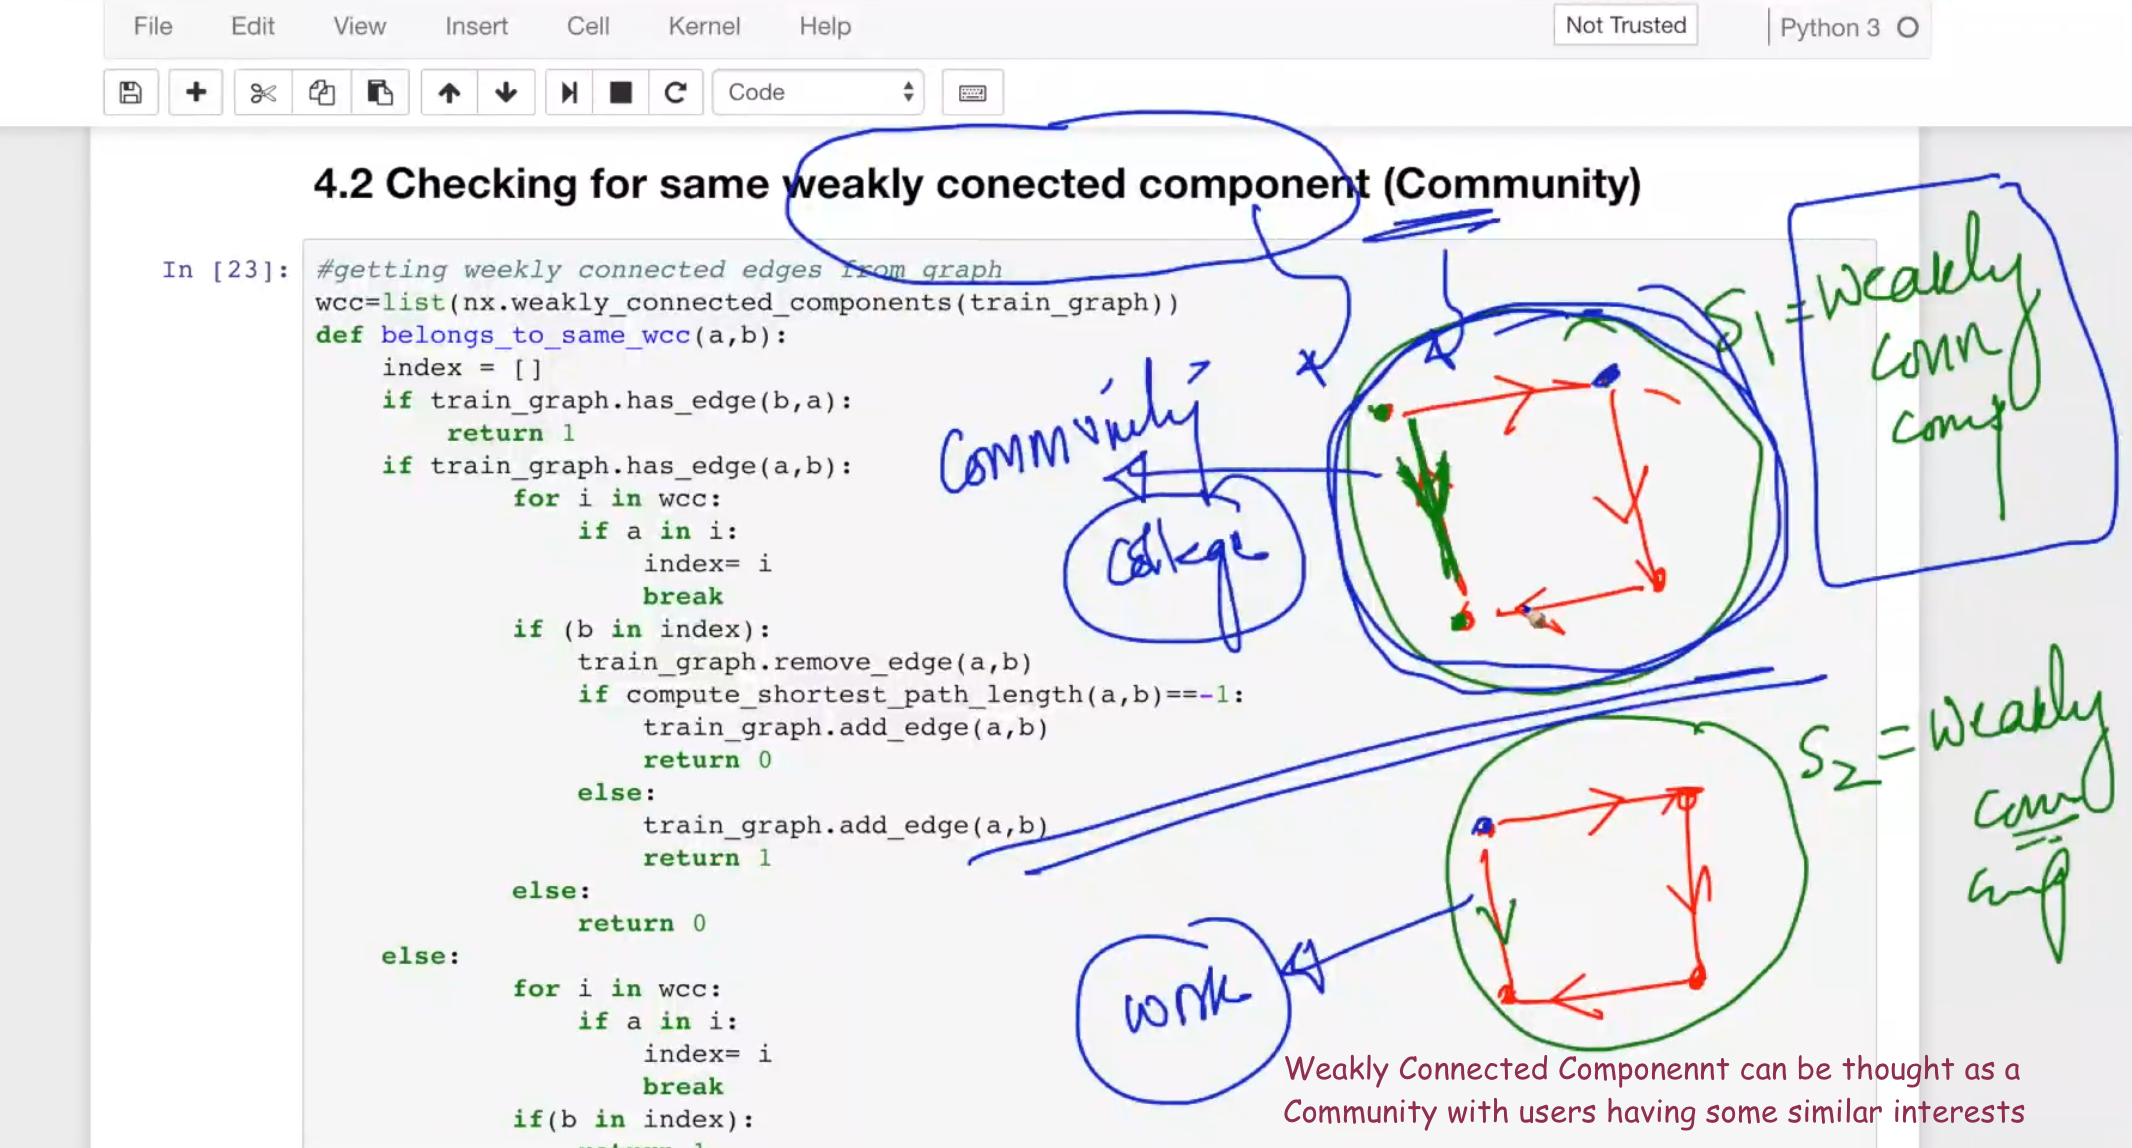 File Edit View Insert Cell Kernel Help Not Trusted Python 3
Code
4.2 Checking for same weakly conected component (Community)
In [23]:
#getting weekly connected edges from graph
wcc=list(nx.weakly_connected_components(train_graph))
def belongs_to_same_wcc(a,b):
index = []
if train_graph.has_edge(b,a):
return 1
if train_graph.has_edge(a,b):
for i in wcc:
if a in i:
index= i
break
if (b in index):
train_graph.remove_edge(a,b)
if compute_shortest_path_length(a,b)==-1:
train_graph.add_edge(a,b)
return 0
else:
train_graph.add_edge(a,b)
return 1
else:
return 0
else:
for i in wcc:
if a in i:
index= i
break
if(b in index):
S1 = Weakly
conn
comp
Community
college
S2 = Weakly
conn
comp
work
Weakly Connected Componennt can be thought as a
Community with users having some similar interests